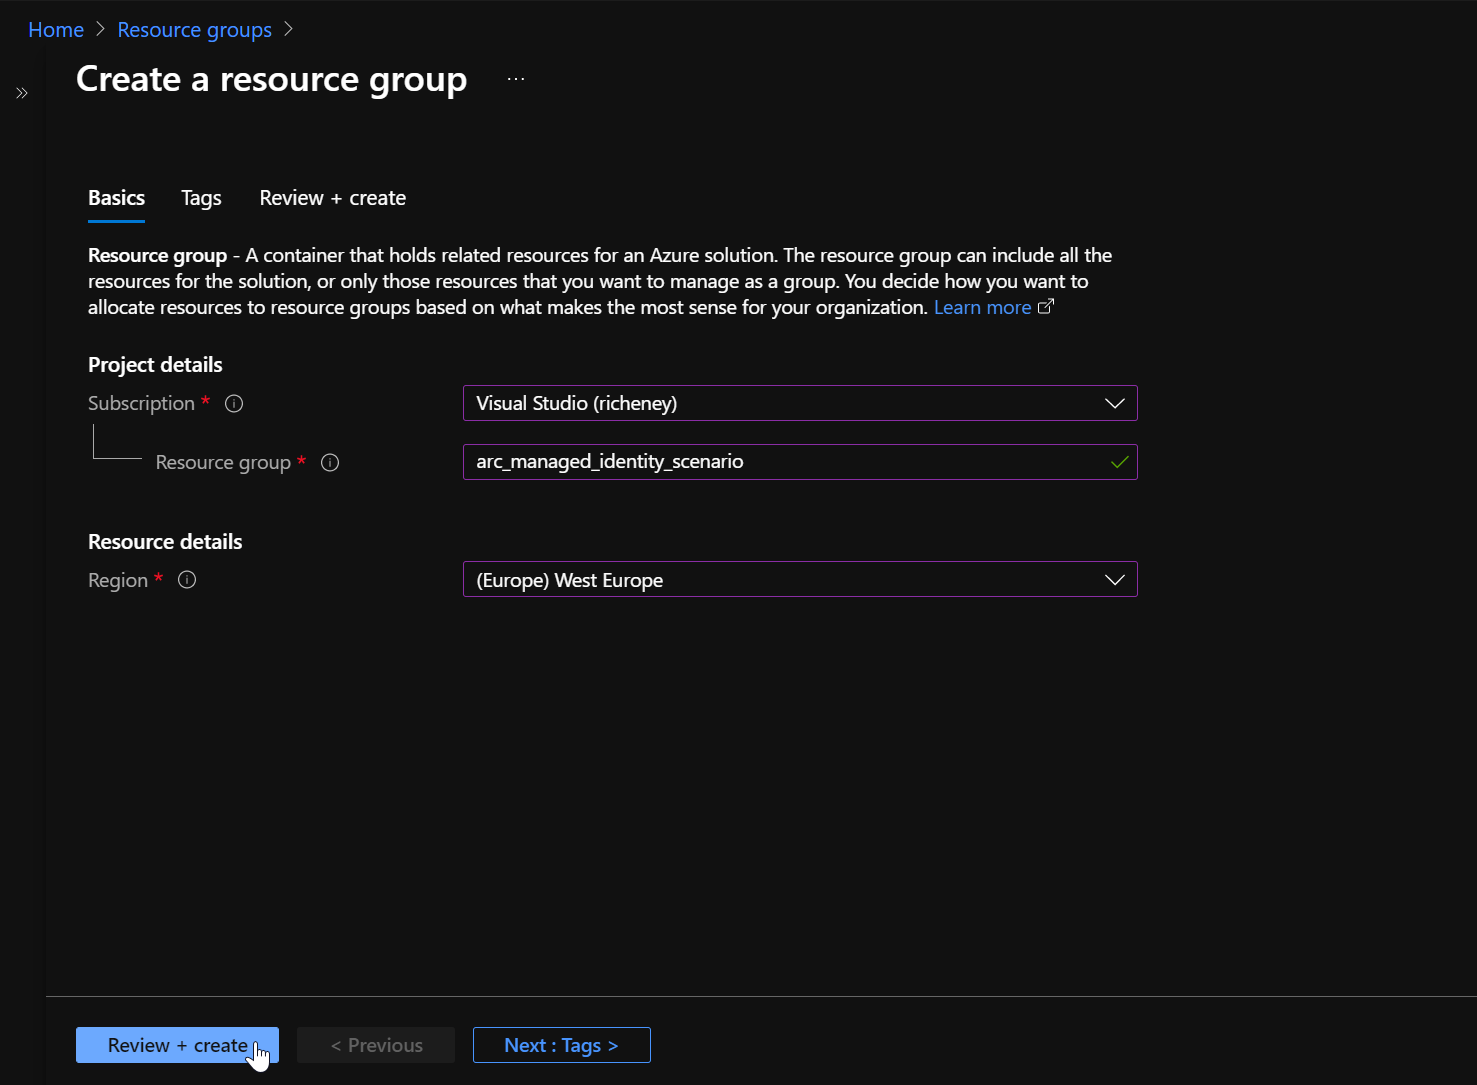 Home > Resource groups >
Create a resource group ...
»
Basics Tags Review + create
Resource group - A container that holds related resources for an Azure solution. The resource group can include all the
resources for the solution, or only those resources that you want to manage as a group. You decide how you want to
allocate resources to resource groups based on what makes the most sense for your organization. Learn more
Project details
Subscription * Visual Studio (richeney)
Resource group * arc_managed_identity_scenario
Resource details
Region * (Europe) West Europe
Review + create < Previous Next : Tags >